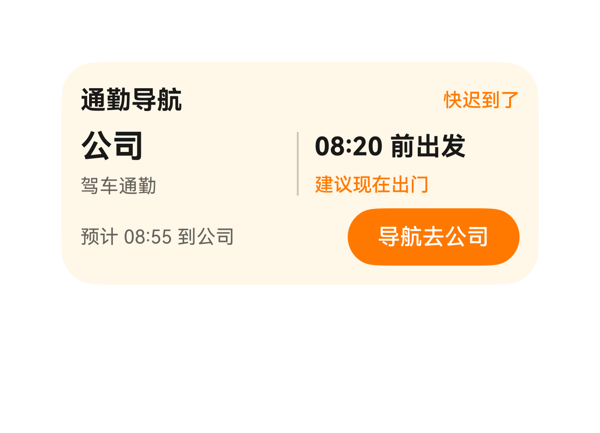 通勤导航
快迟到了
公司
08:20 前出发
驾车通勤
建议现在出门
预计 08:55 到公司
导航去公司